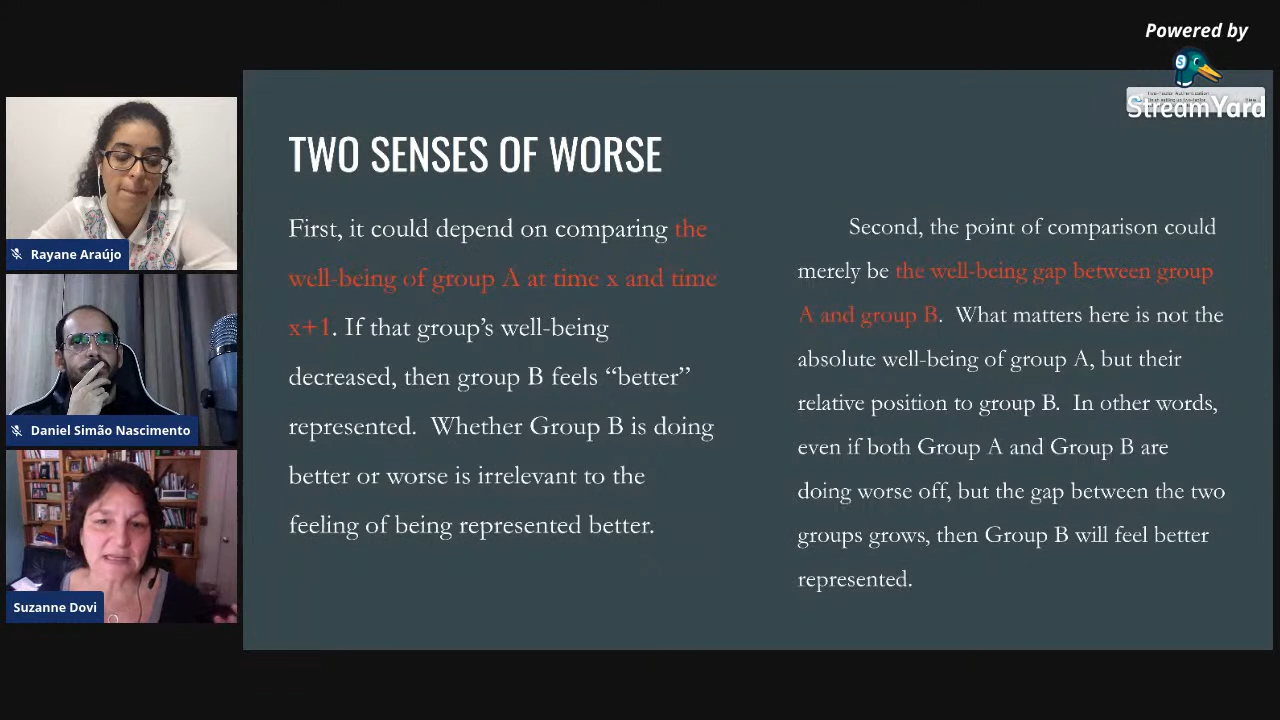 Powered by
StreamYard
Rayane Araújo
Daniel Simão Nascimento
Suzanne Dovi
TWO SENSES OF WORSE
First, it could depend on comparing the
well-being of group A at time x and time
x+1. If that group’s well-being
decreased, then group B feels “better”
represented.  Whether Group B is doing
better or worse is irrelevant to the
feeling of being represented better.
Second, the point of comparison could
merely be the well-being gap between group
A and group B.  What matters here is not the
absolute well-being of group A, but their
relative position to group B.  In other words,
even if both Group A and Group B are
doing worse off, but the gap between the two
groups grows, then Group B will feel better
represented.